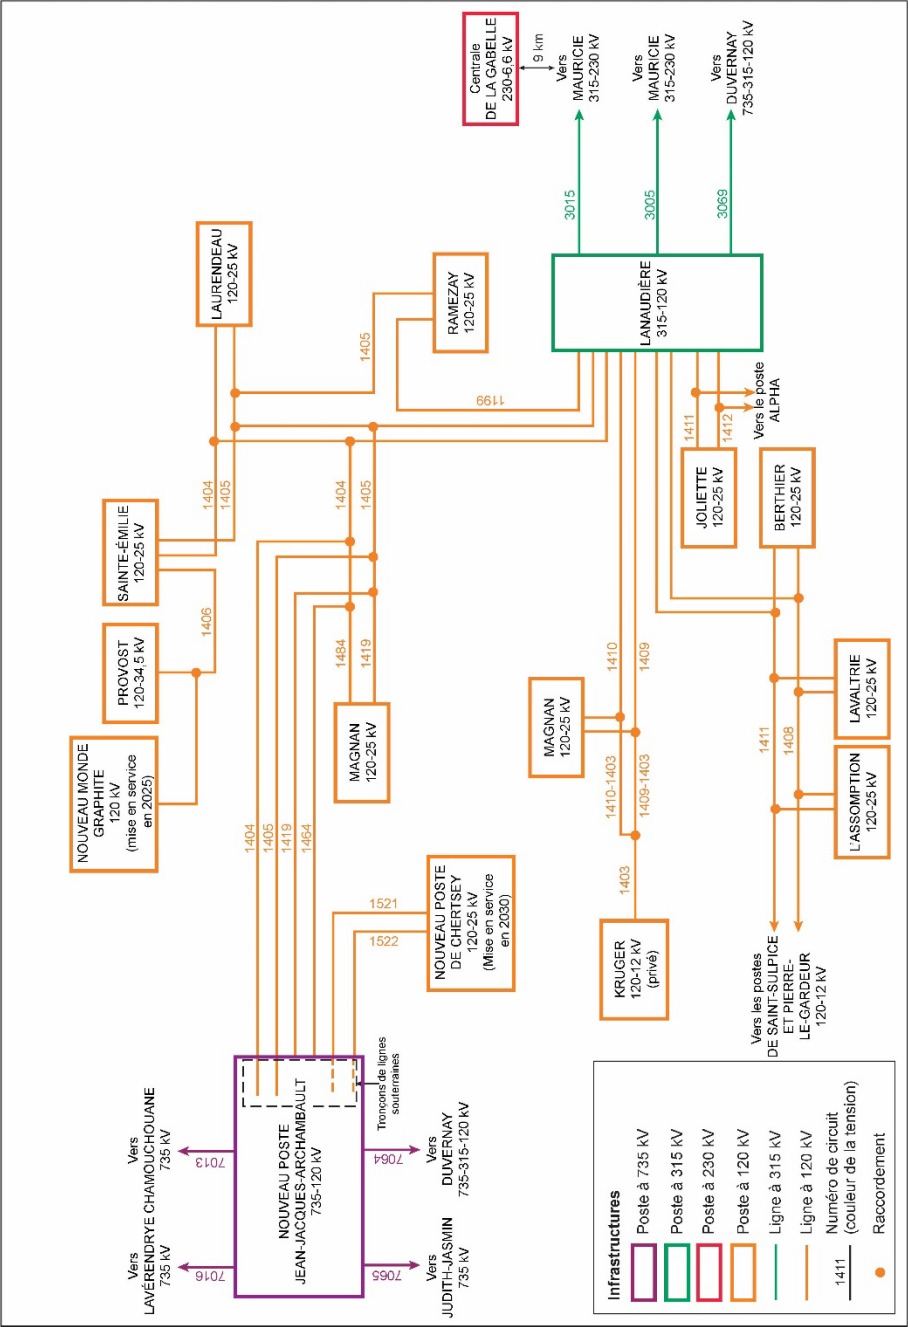 Vers
LAVÉRENDRYE
735 kV
7016
Vers
CHAMOUCHOUANE
735 kV
7013
NOUVEAU POSTE
JEAN-JACQUES-ARCHAMBAULT
735-120 kV
7065
Vers
JUDITH-JASMIN
735 kV
7064
Vers
DUVERNAY
735-315-120 kV
Tronçons de lignes
souterraines
NOUVEAU MONDE
GRAPHITE
120 kV
(mise en service
en 2025)
PROVOST
120-34,5 kV
SAINTE-ÉMILIE
120-25 kV
LAURENDEAU
120-25 kV
1406
1404
1405
1404
1405
1419
1464
1484
1419
1404
1405
1405
1199
1521
1522
NOUVEAU POSTE
DE CHERTSEY
120-25 kV
(Mise en service
en 2030)
MAGNAN
120-25 kV
RAMEZAY
120-25 kV
Centrale
DE LA GABELLE
230-6,6 kV
9 km
Vers
MAURICIE
315-230 kV
Vers
MAURICIE
315-230 kV
Vers
DUVERNAY
735-315-120 kV
3015
3005
3069
LANAUDIÈRE
315-120 kV
MAGNAN
120-25 kV
1410
1409
1410-1403
1409-1403
1403
KRUGER
120-12 kV
(privé)
1411
1412
JOLIETTE
120-25 kV
Vers le poste
ALPHA
BERTHIER
120-25 kV
1411
1408
LAVALTRIE
120-25 kV
L'ASSOMPTION
120-25 kV
Vers les postes
DE SAINT-SULPICE
ET PIERRE-
LE-GARDEUR
120-12 kV
Infrastructures
Poste à 735 kV
Poste à 315 kV
Poste à 230 kV
Poste à 120 kV
Ligne à 315 kV
Ligne à 120 kV
1411
Numéro de circuit
(couleur de la tension)
Raccordement